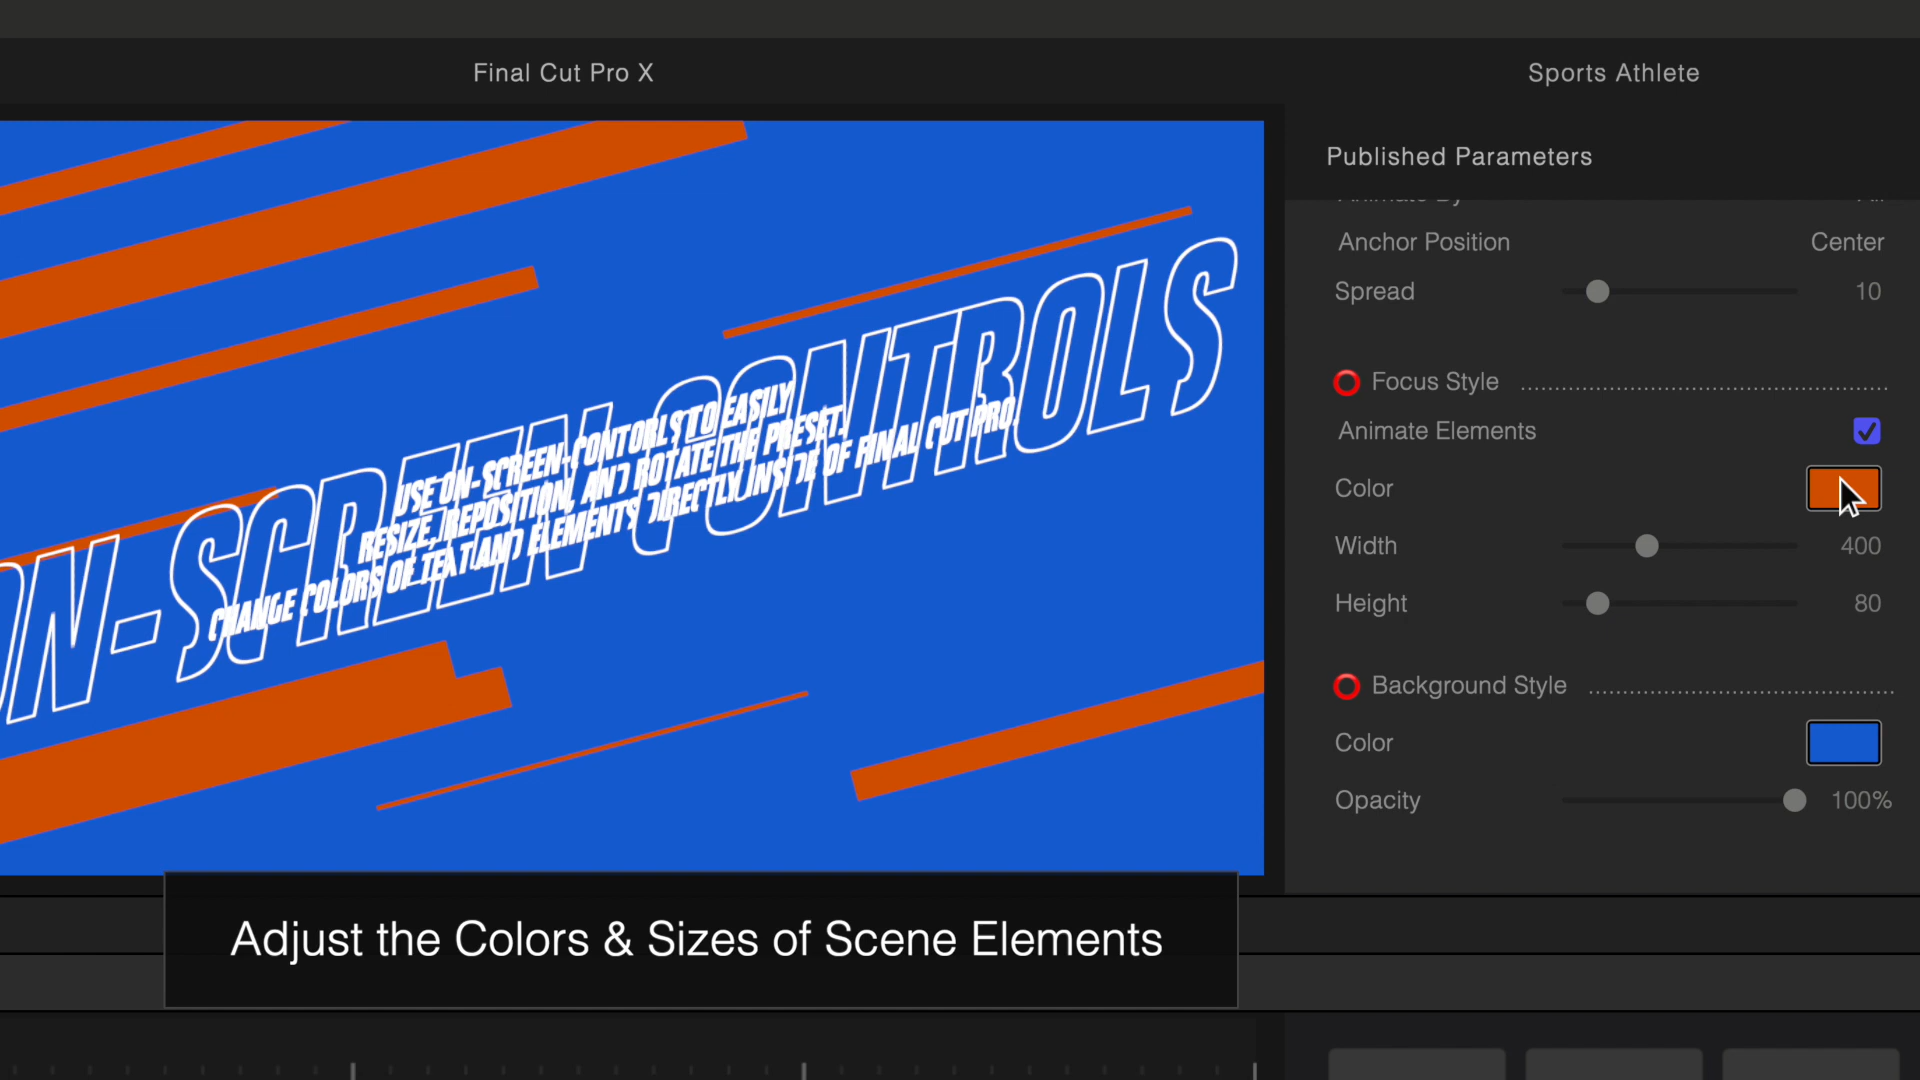 Final Cut Pro X
Sports Athlete
Published Parameters
Anchor Position Center
Spread 10
Focus Style
Animate Elements
Color
Width 400
Height 80
Background Style
Color
Opacity 100%
ON-SCREEN CONTROLS
USE ON-SCREEN-CONTORLS TO EASILY
RESIZE, REPOSITION, AND ROTATE THE PRESET.
CHANGE COLORS OF TEXT AND ELEMENTS DIRECTLY INSIDE OF FINAL CUT PRO.
Adjust the Colors & Sizes of Scene Elements